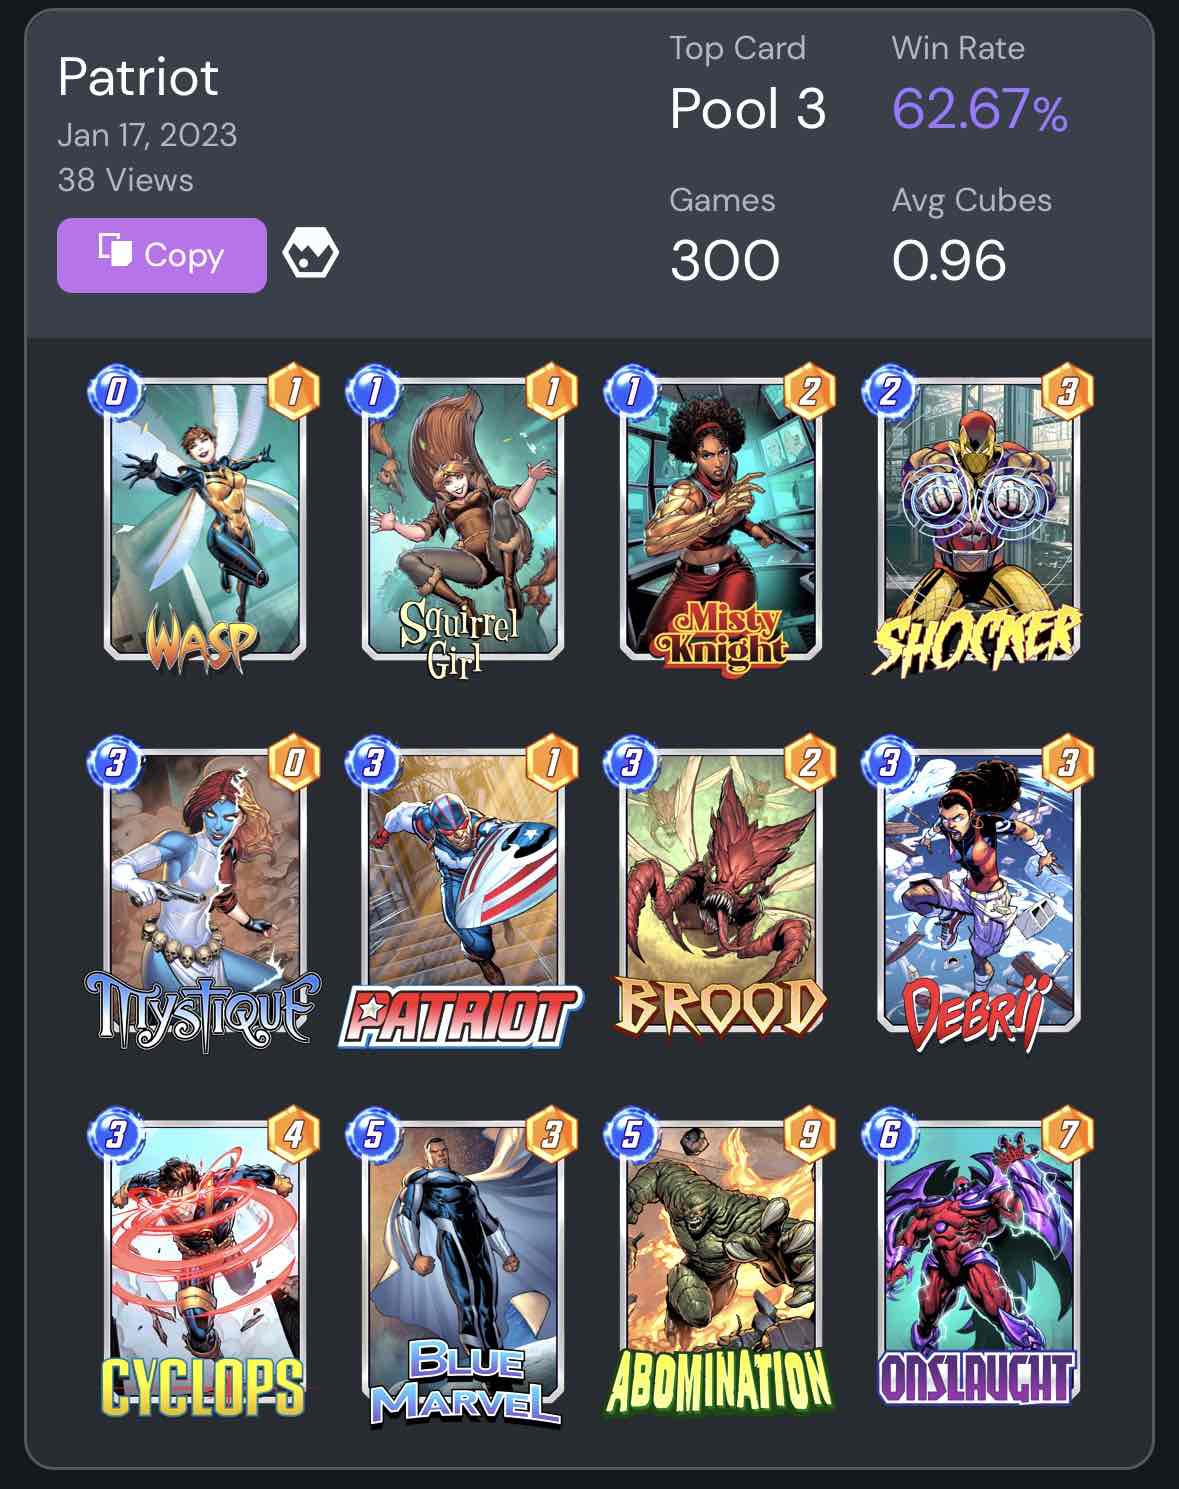 Patriot
Jan 17, 2023
38 Views
Copy
Top Card
Pool 3
Win Rate
62.67%
Games
300
Avg Cubes
0.96
0 1
WASP
1 1
Squirrel
Girl
1 2
Misty
Knight
2 3
SHOCKER
3 0
MYSTIQUE
3 1
PATRIOT
3 2
BROOD
3 3
DEBRII
3 4
CYCLOPS
5 3
BLUE
MARVEL
5 9
ABOMINATION
6 7
ONSLAUGHT